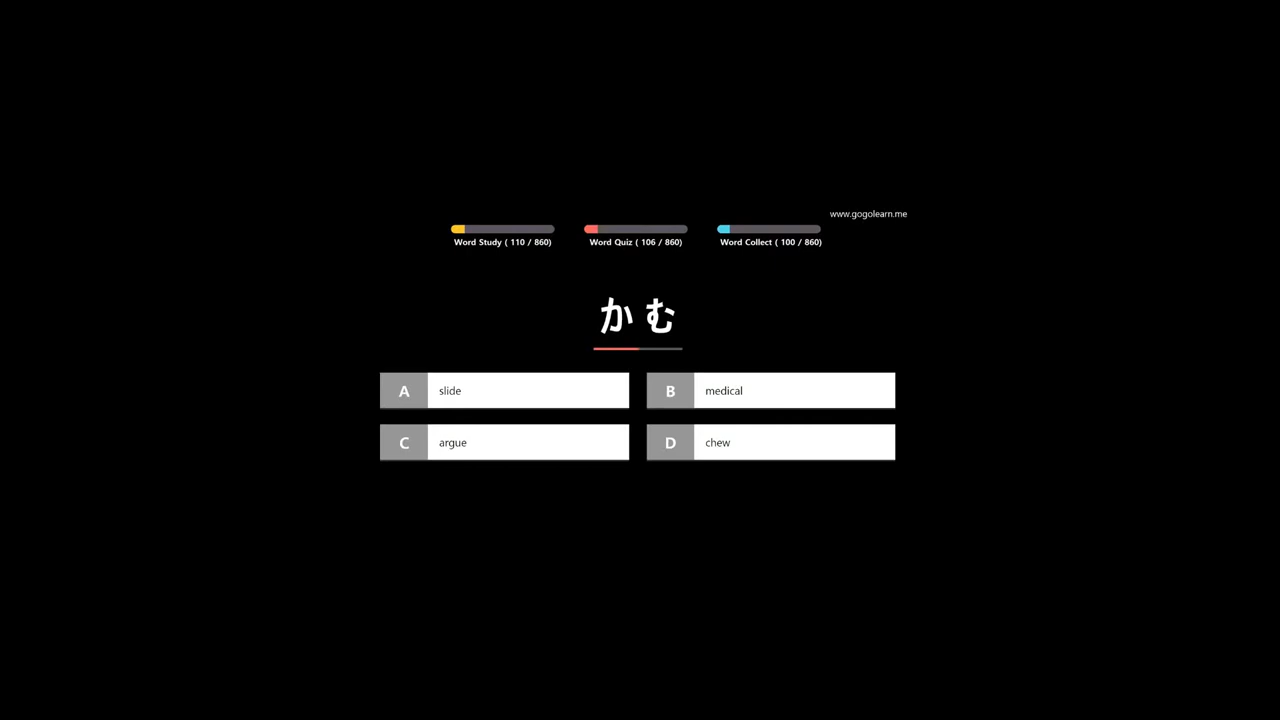 www.gogolearn.me
Word Study ( 110 / 860)
Word Quiz ( 106 / 860)
Word Collect ( 100 / 860)
かむ
A slide
B medical
C argue
D chew